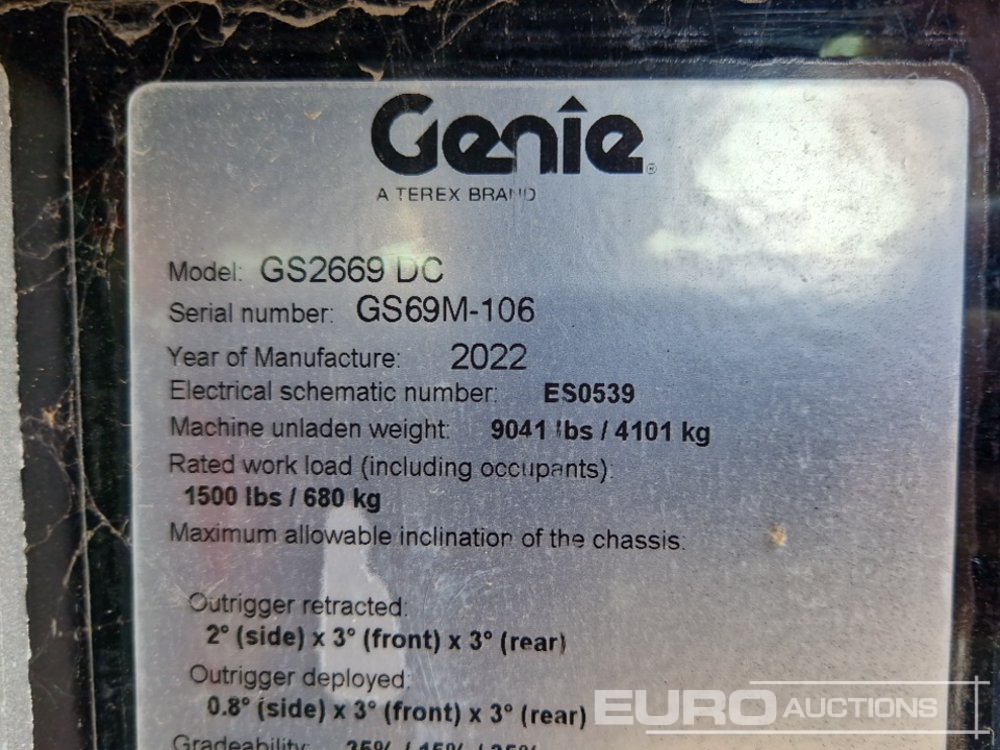 Genie®
A TEREX BRAND
Model: GS2669 DC
Serial number: GS69M-106
Year of Manufacture: 2022
Electrical schematic number: ES0539
Machine unladen weight: 9041 lbs / 4101 kg
Rated work load (including occupants):
1500 lbs / 680 kg
Maximum allowable inclination of the chassis:
Outrigger retracted:
2° (side) x 3° (front) x 3° (rear)
Outrigger deployed:
0.8° (side) x 3° (front) x 3° (rear)
Gradeability:
EURO AUCTIONS